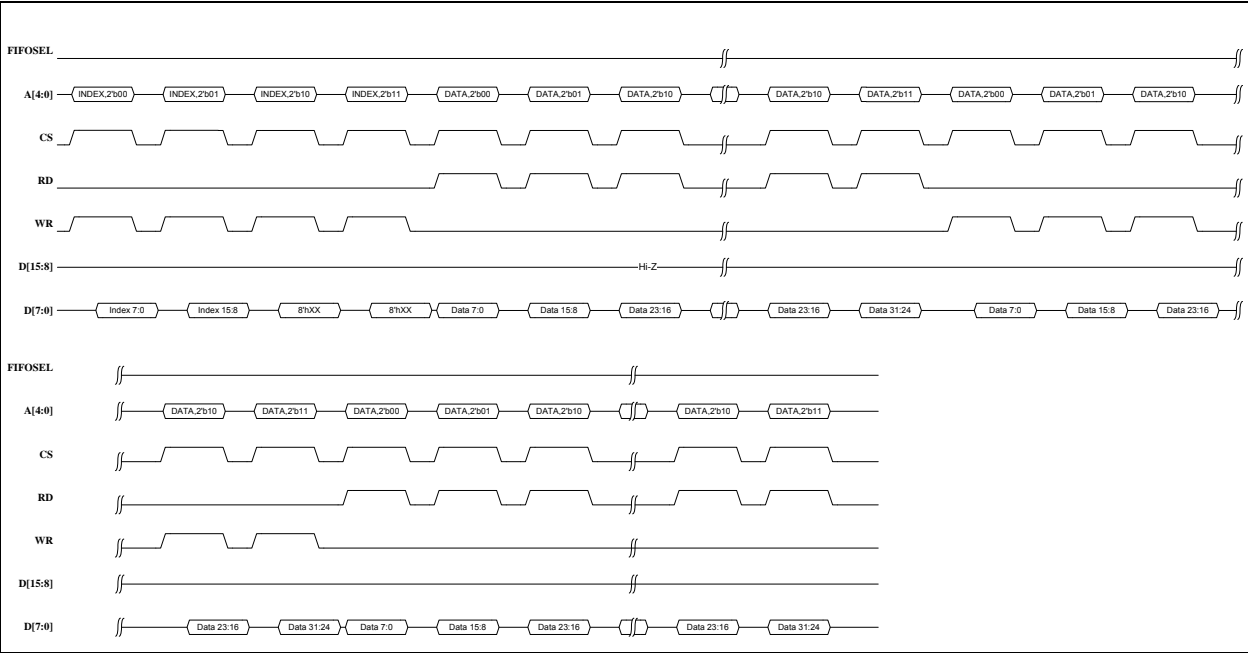 FIFOSEL
A[4:0] INDEX,2'b00 INDEX,2'b01 INDEX,2'b10 INDEX,2'b11 DATA,2'b00 DATA,2'b01 DATA,2'b10 DATA,2'b10 DATA,2'b11 DATA,2'b00 DATA,2'b01 DATA,2'b10
CS
RD
WR
D[15:8] Hi-Z
D[7:0] Index 7:0 Index 15:8 8'hXX 8'hXX Data 7:0 Data 15:8 Data 23:16 Data 23:16 Data 31:24 Data 7:0 Data 15:8 Data 23:16
FIFOSEL
A[4:0] DATA,2'b10 DATA,2'b11 DATA,2'b00 DATA,2'b01 DATA,2'b10 DATA,2'b10 DATA,2'b11
CS
RD
WR
D[15:8]
D[7:0] Data 23:16 Data 31:24 Data 7:0 Data 15:8 Data 23:16 Data 23:16 Data 31:24